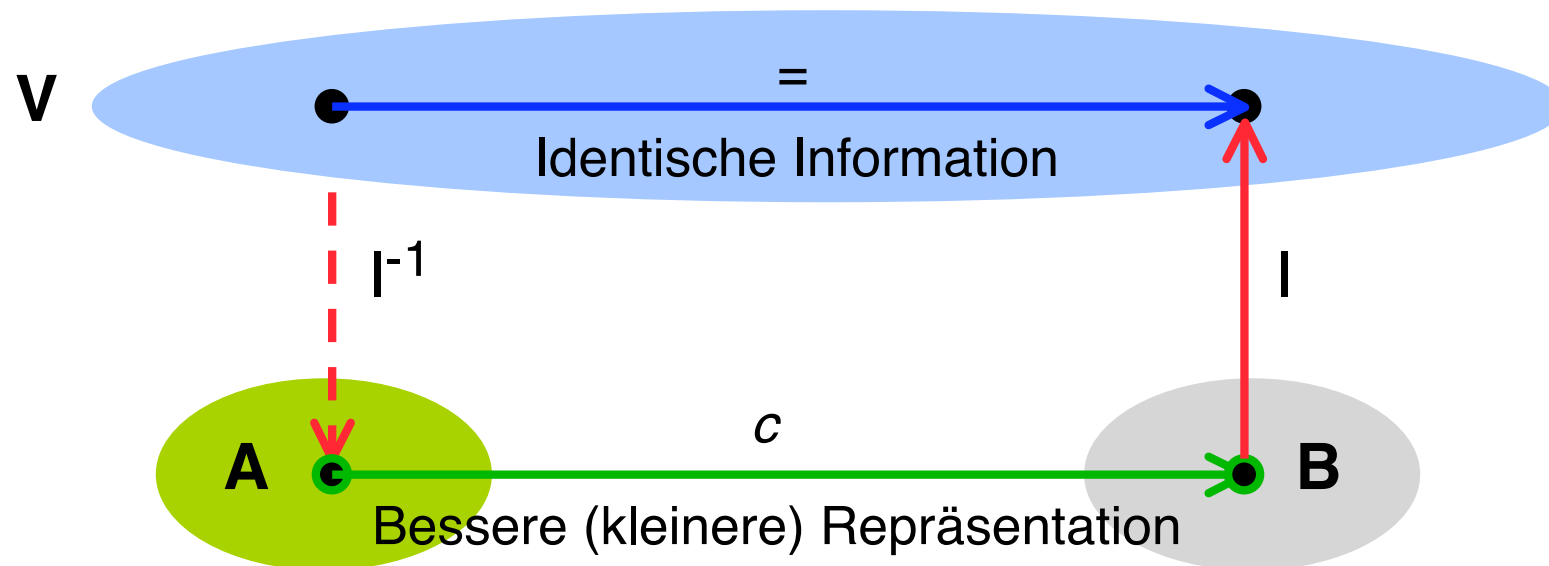 =
V
Identische Information
I-1
I
c
A
B
Bessere (kleinere) Repräsentation